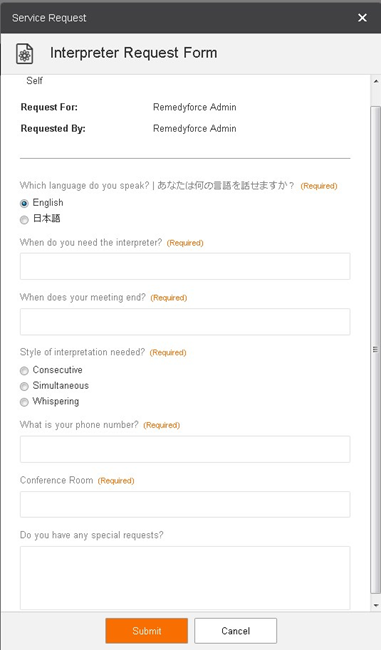 Service Request
Interpreter Request Form
Self
Request For: Remedyforce Admin
Requested By: Remedyforce Admin
Which language do you speak? | あなたは何の言語を話せますか？ (Required)
English
日本語
When do you need the interpreter? (Required)
When does your meeting end? (Required)
Style of interpretation needed? (Required)
Consecutive
Simultaneous
Whispering
What is your phone number? (Required)
Conference Room (Required)
Do you have any special requests?
Submit Cancel